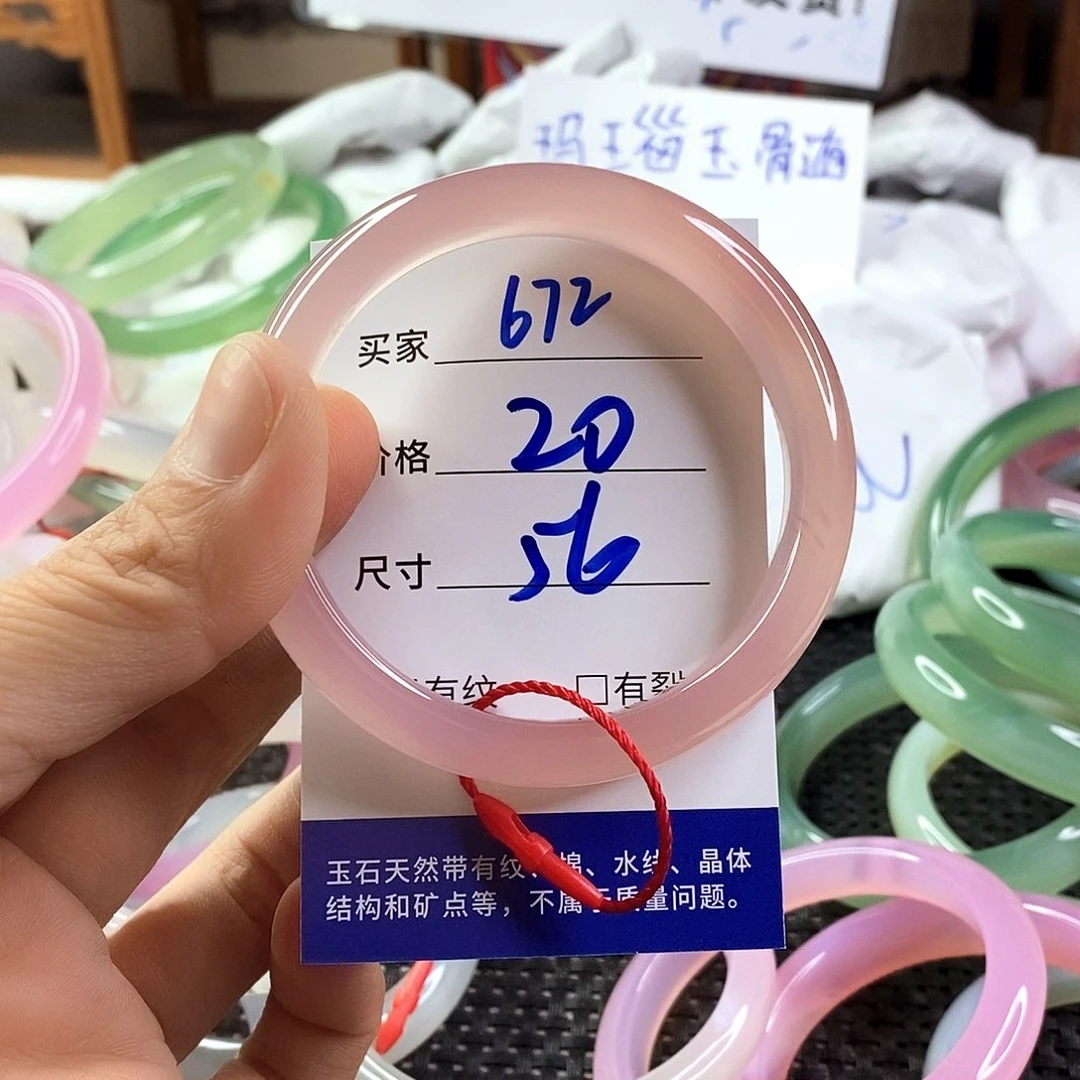 玛瑙玉骨通
买家 672
价格 20
尺寸 56
有纹 □有裂
玉石天然带有纹、棉、水线、晶体
结构和矿点等，不属于质量问题。